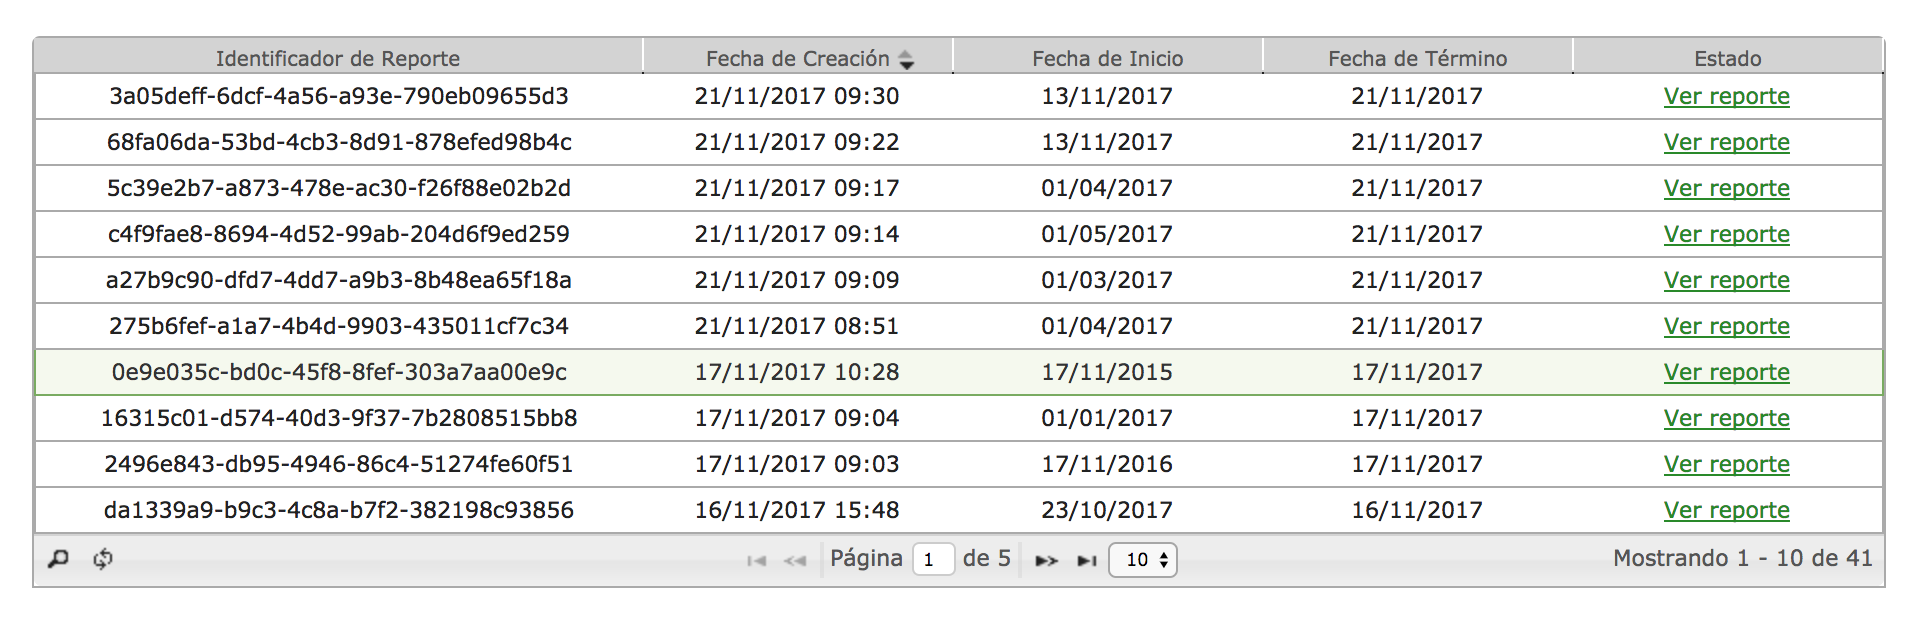 Identificador de Reporte Fecha de Creación Fecha de Inicio Fecha de Término Estado
3a05deff-6dcf-4a56-a93e-790eb09655d3 21/11/2017 09:30 13/11/2017 21/11/2017 Ver reporte
68fa06da-53bd-4cb3-8d91-878efed98b4c 21/11/2017 09:22 13/11/2017 21/11/2017 Ver reporte
5c39e2b7-a873-478e-ac30-f26f88e02b2d 21/11/2017 09:17 01/04/2017 21/11/2017 Ver reporte
c4f9fae8-8694-4d52-99ab-204d6f9ed259 21/11/2017 09:14 01/05/2017 21/11/2017 Ver reporte
a27b9c90-dfd7-4dd7-a9b3-8b48ea65f18a 21/11/2017 09:09 01/03/2017 21/11/2017 Ver reporte
275b6fef-a1a7-4b4d-9903-435011cf7c34 21/11/2017 08:51 01/04/2017 21/11/2017 Ver reporte
0e9e035c-bd0c-45f8-8fef-303a7aa00e9c 17/11/2017 10:28 17/11/2015 17/11/2017 Ver reporte
16315c01-d574-40d3-9f37-7b2808515bb8 17/11/2017 09:04 01/01/2017 17/11/2017 Ver reporte
2496e843-db95-4946-86c4-51274fe60f51 17/11/2017 09:03 17/11/2016 17/11/2017 Ver reporte
da1339a9-b9c3-4c8a-b7f2-382198c93856 16/11/2017 15:48 23/10/2017 16/11/2017 Ver reporte
Página 1 de 5 10 Mostrando 1 - 10 de 41